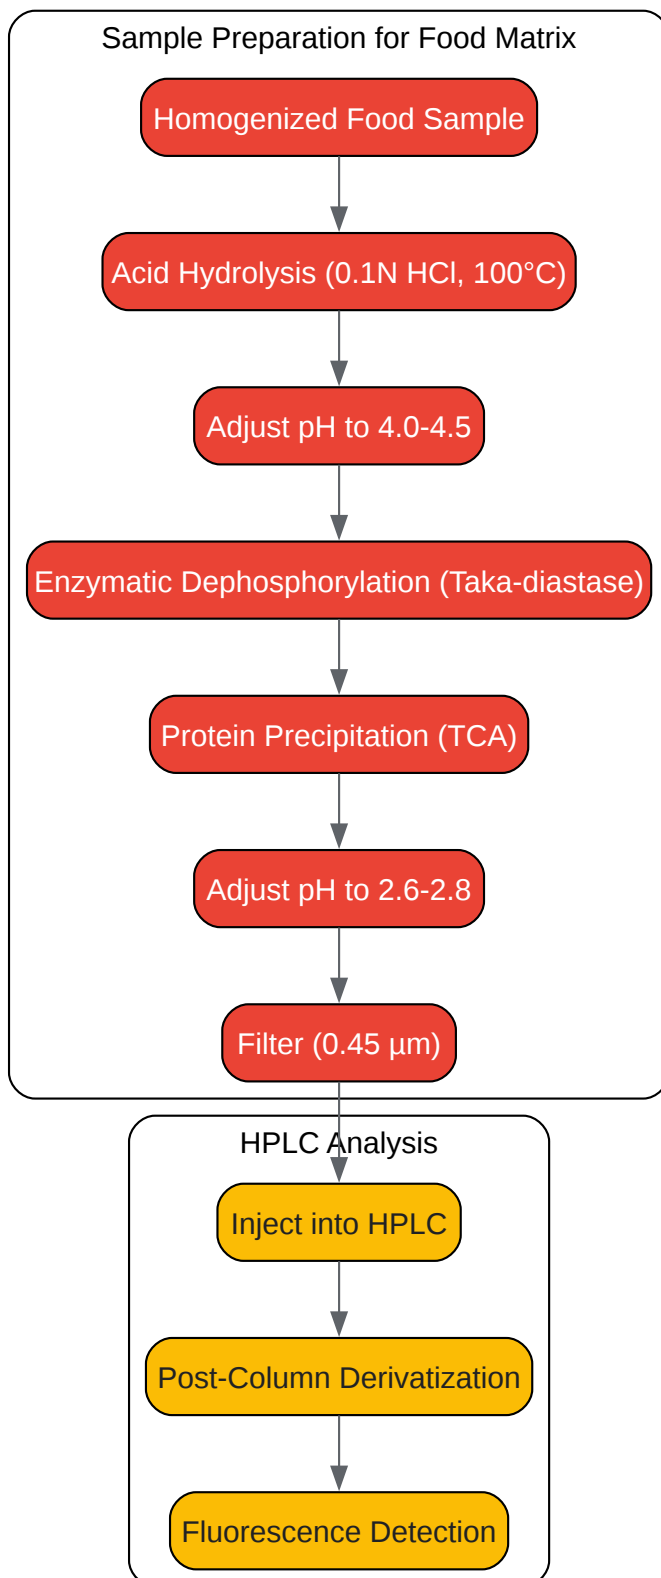 Sample Preparation for Food Matrix
Homogenized Food Sample
Acid Hydrolysis (0.1N HCl, 100°C)
Adjust pH to 4.0-4.5
Enzymatic Dephosphorylation (Taka-diastase)
Protein Precipitation (TCA)
Adjust pH to 2.6-2.8
Filter (0.45 µm)
HPLC Analysis
Inject into HPLC
Post-Column Derivatization
Fluorescence Detection